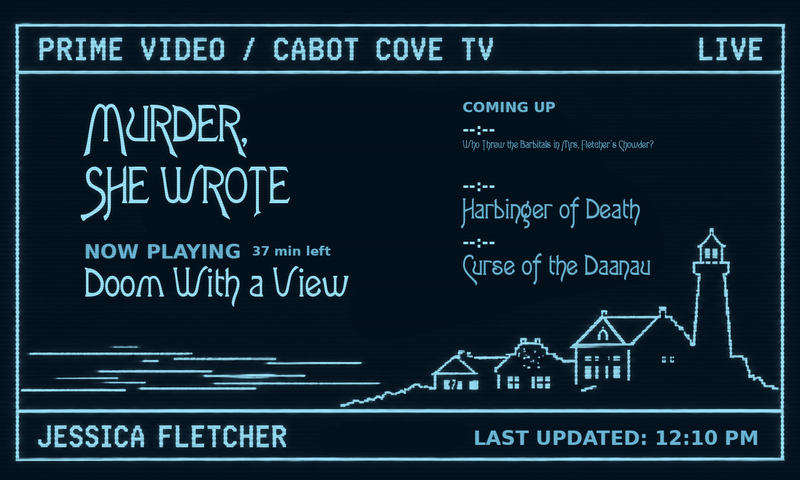 PRIME VIDEO / CABOT COVE TV
LIVE
MURDER,
SHE WROTE
NOW PLAYING 37 min left
Doom With a View
COMING UP
--:--
Who Threw the Barbitals in Mrs. Fletcher's Chowder?
--:--
Harbinger of Death
--:--
Curse of the Daanau
JESSICA FLETCHER
LAST UPDATED: 12:10 PM